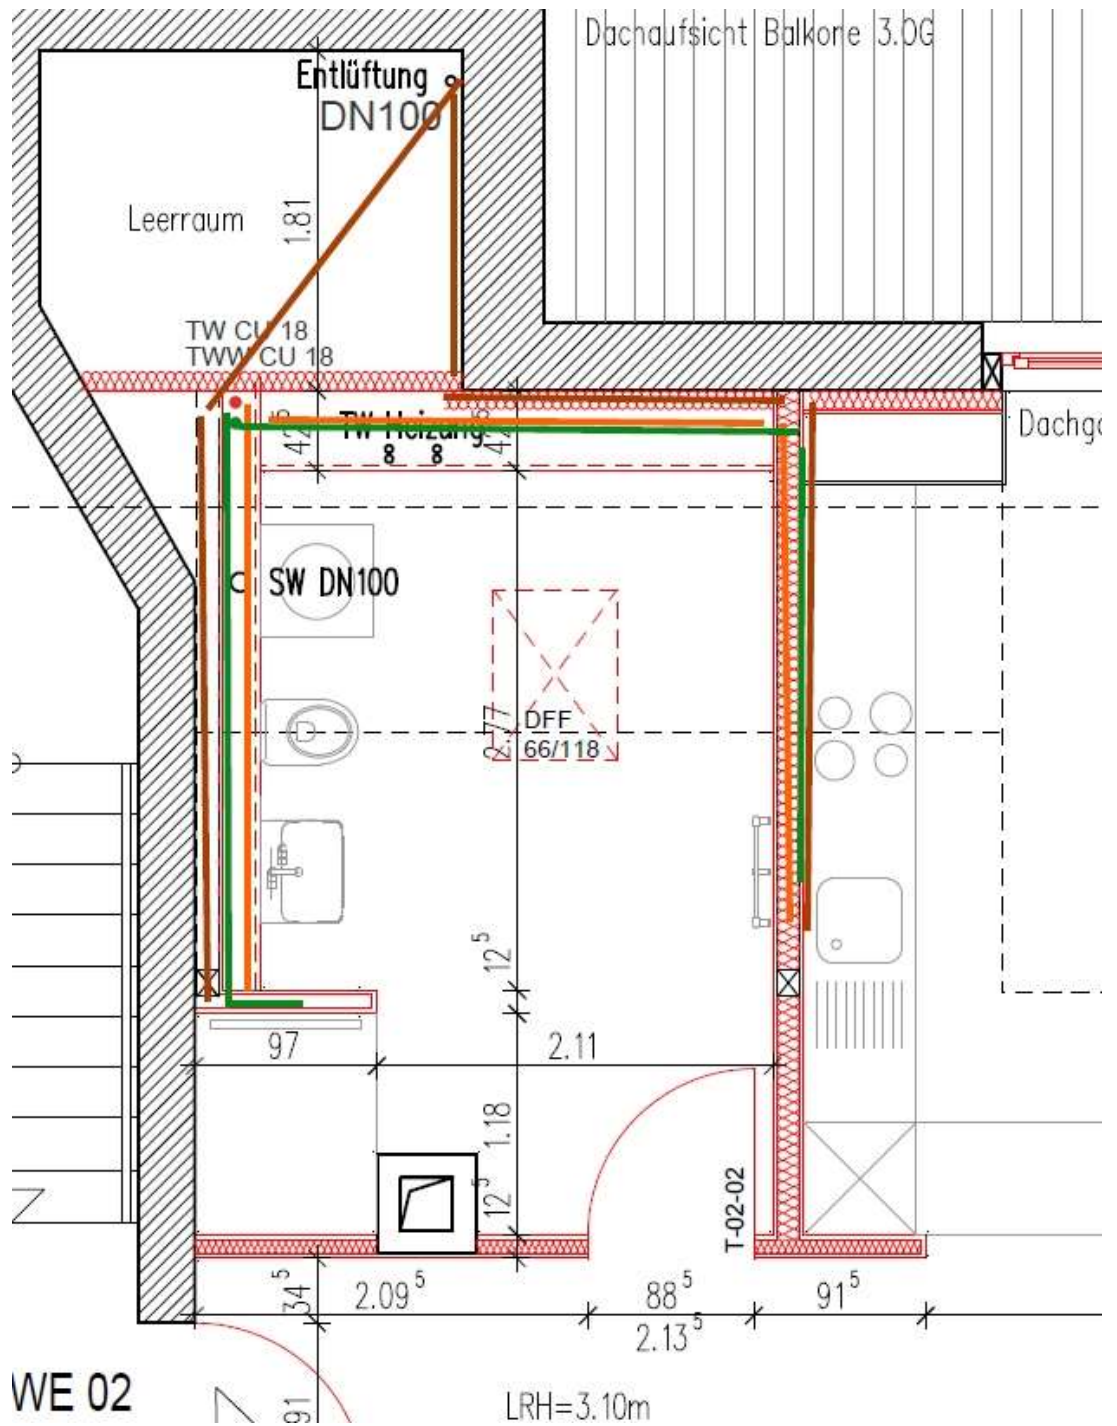 Dachaufsicht Balkone 3.OG
Entlüftung
DN100
Leerraum
1.81
TW CU 18
TWW CU 18
TW Heizung
8 8
Dachge
SW DN100
2.77
DFF
66/118
12⁵
97
2.11
1.18
12⁵
T-02-02
34⁵
2.09⁵
88⁵
91⁵
2.13⁵
WE 02
91
LRH=3.10m